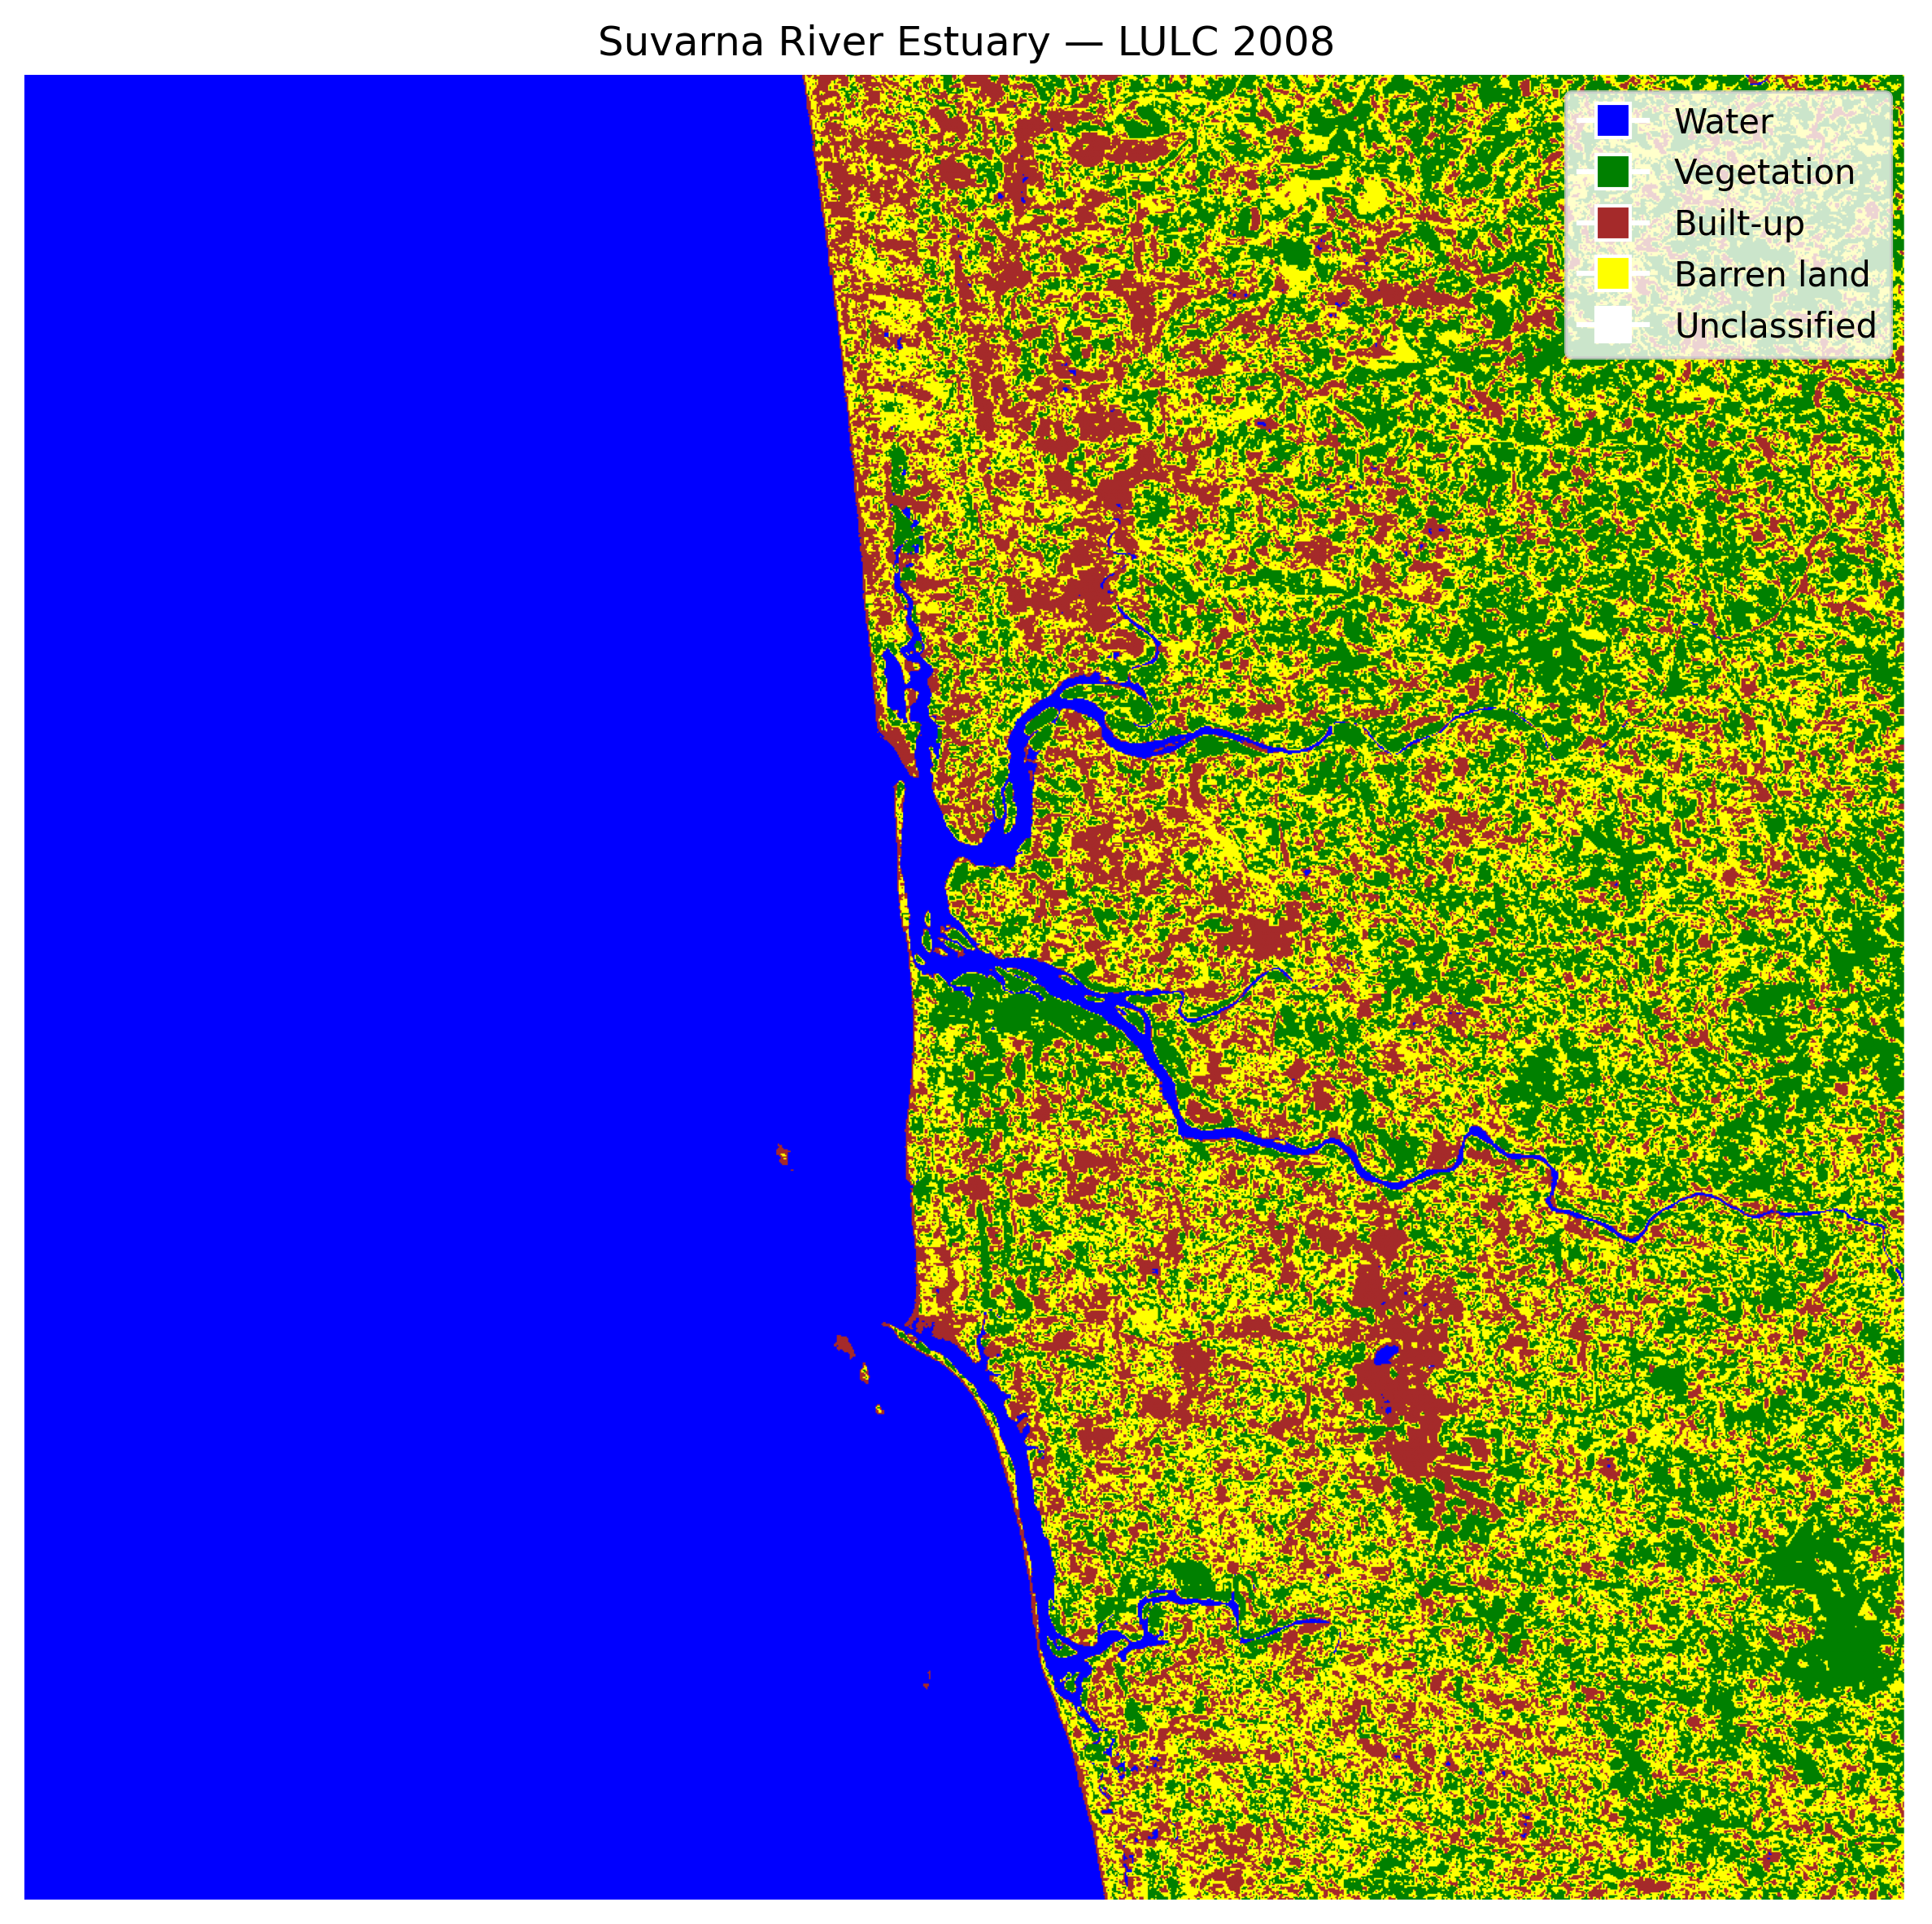 Suvarna River Estuary — LULC 2008
Water
Vegetation
Built-up
Barren land
Unclassified